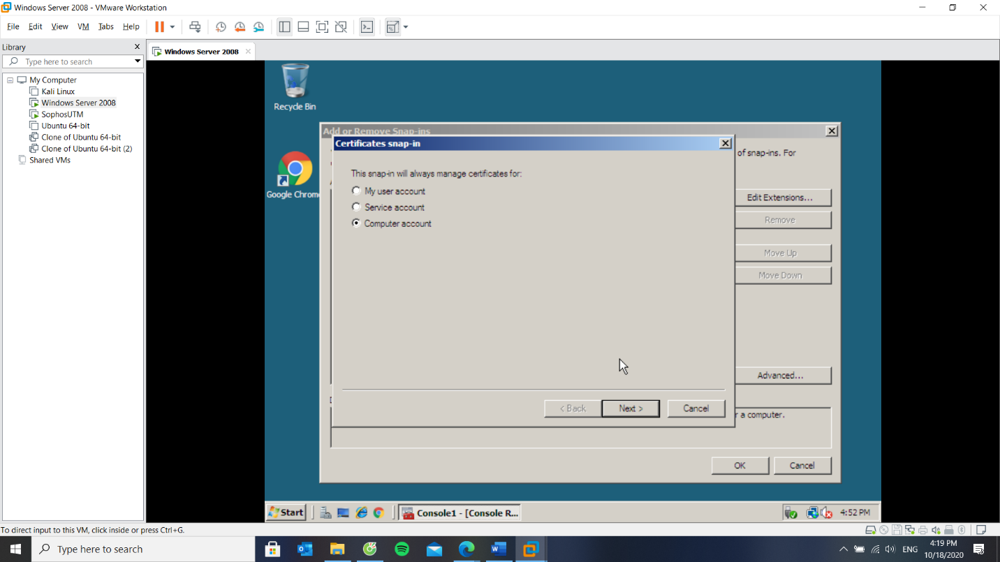 Windows Server 2008 - VMware Workstation
File Edit View VM Tabs Help
Library
Type here to search
My Computer
Kali Linux
Windows Server 2008
SophosUTM
Ubuntu 64-bit
Clone of Ubuntu 64-bit
Clone of Ubuntu 64-bit (2)
Shared VMs
Windows Server 2008
Recycle Bin
Google Chrom
Add or Remove Snap-ins
of snap-ins. For
Edit Extensions...
Remove
Move Up
Move Down
Advanced...
r a computer.
OK Cancel
Certificates snap-in
This snap-in will always manage certificates for:
My user account
Service account
Computer account
< Back Next > Cancel
Start
Console1 - [Console R...
4:52 PM
To direct input to this VM, click inside or press Ctrl+G.
Type here to search
ENG
4:19 PM
10/18/2020